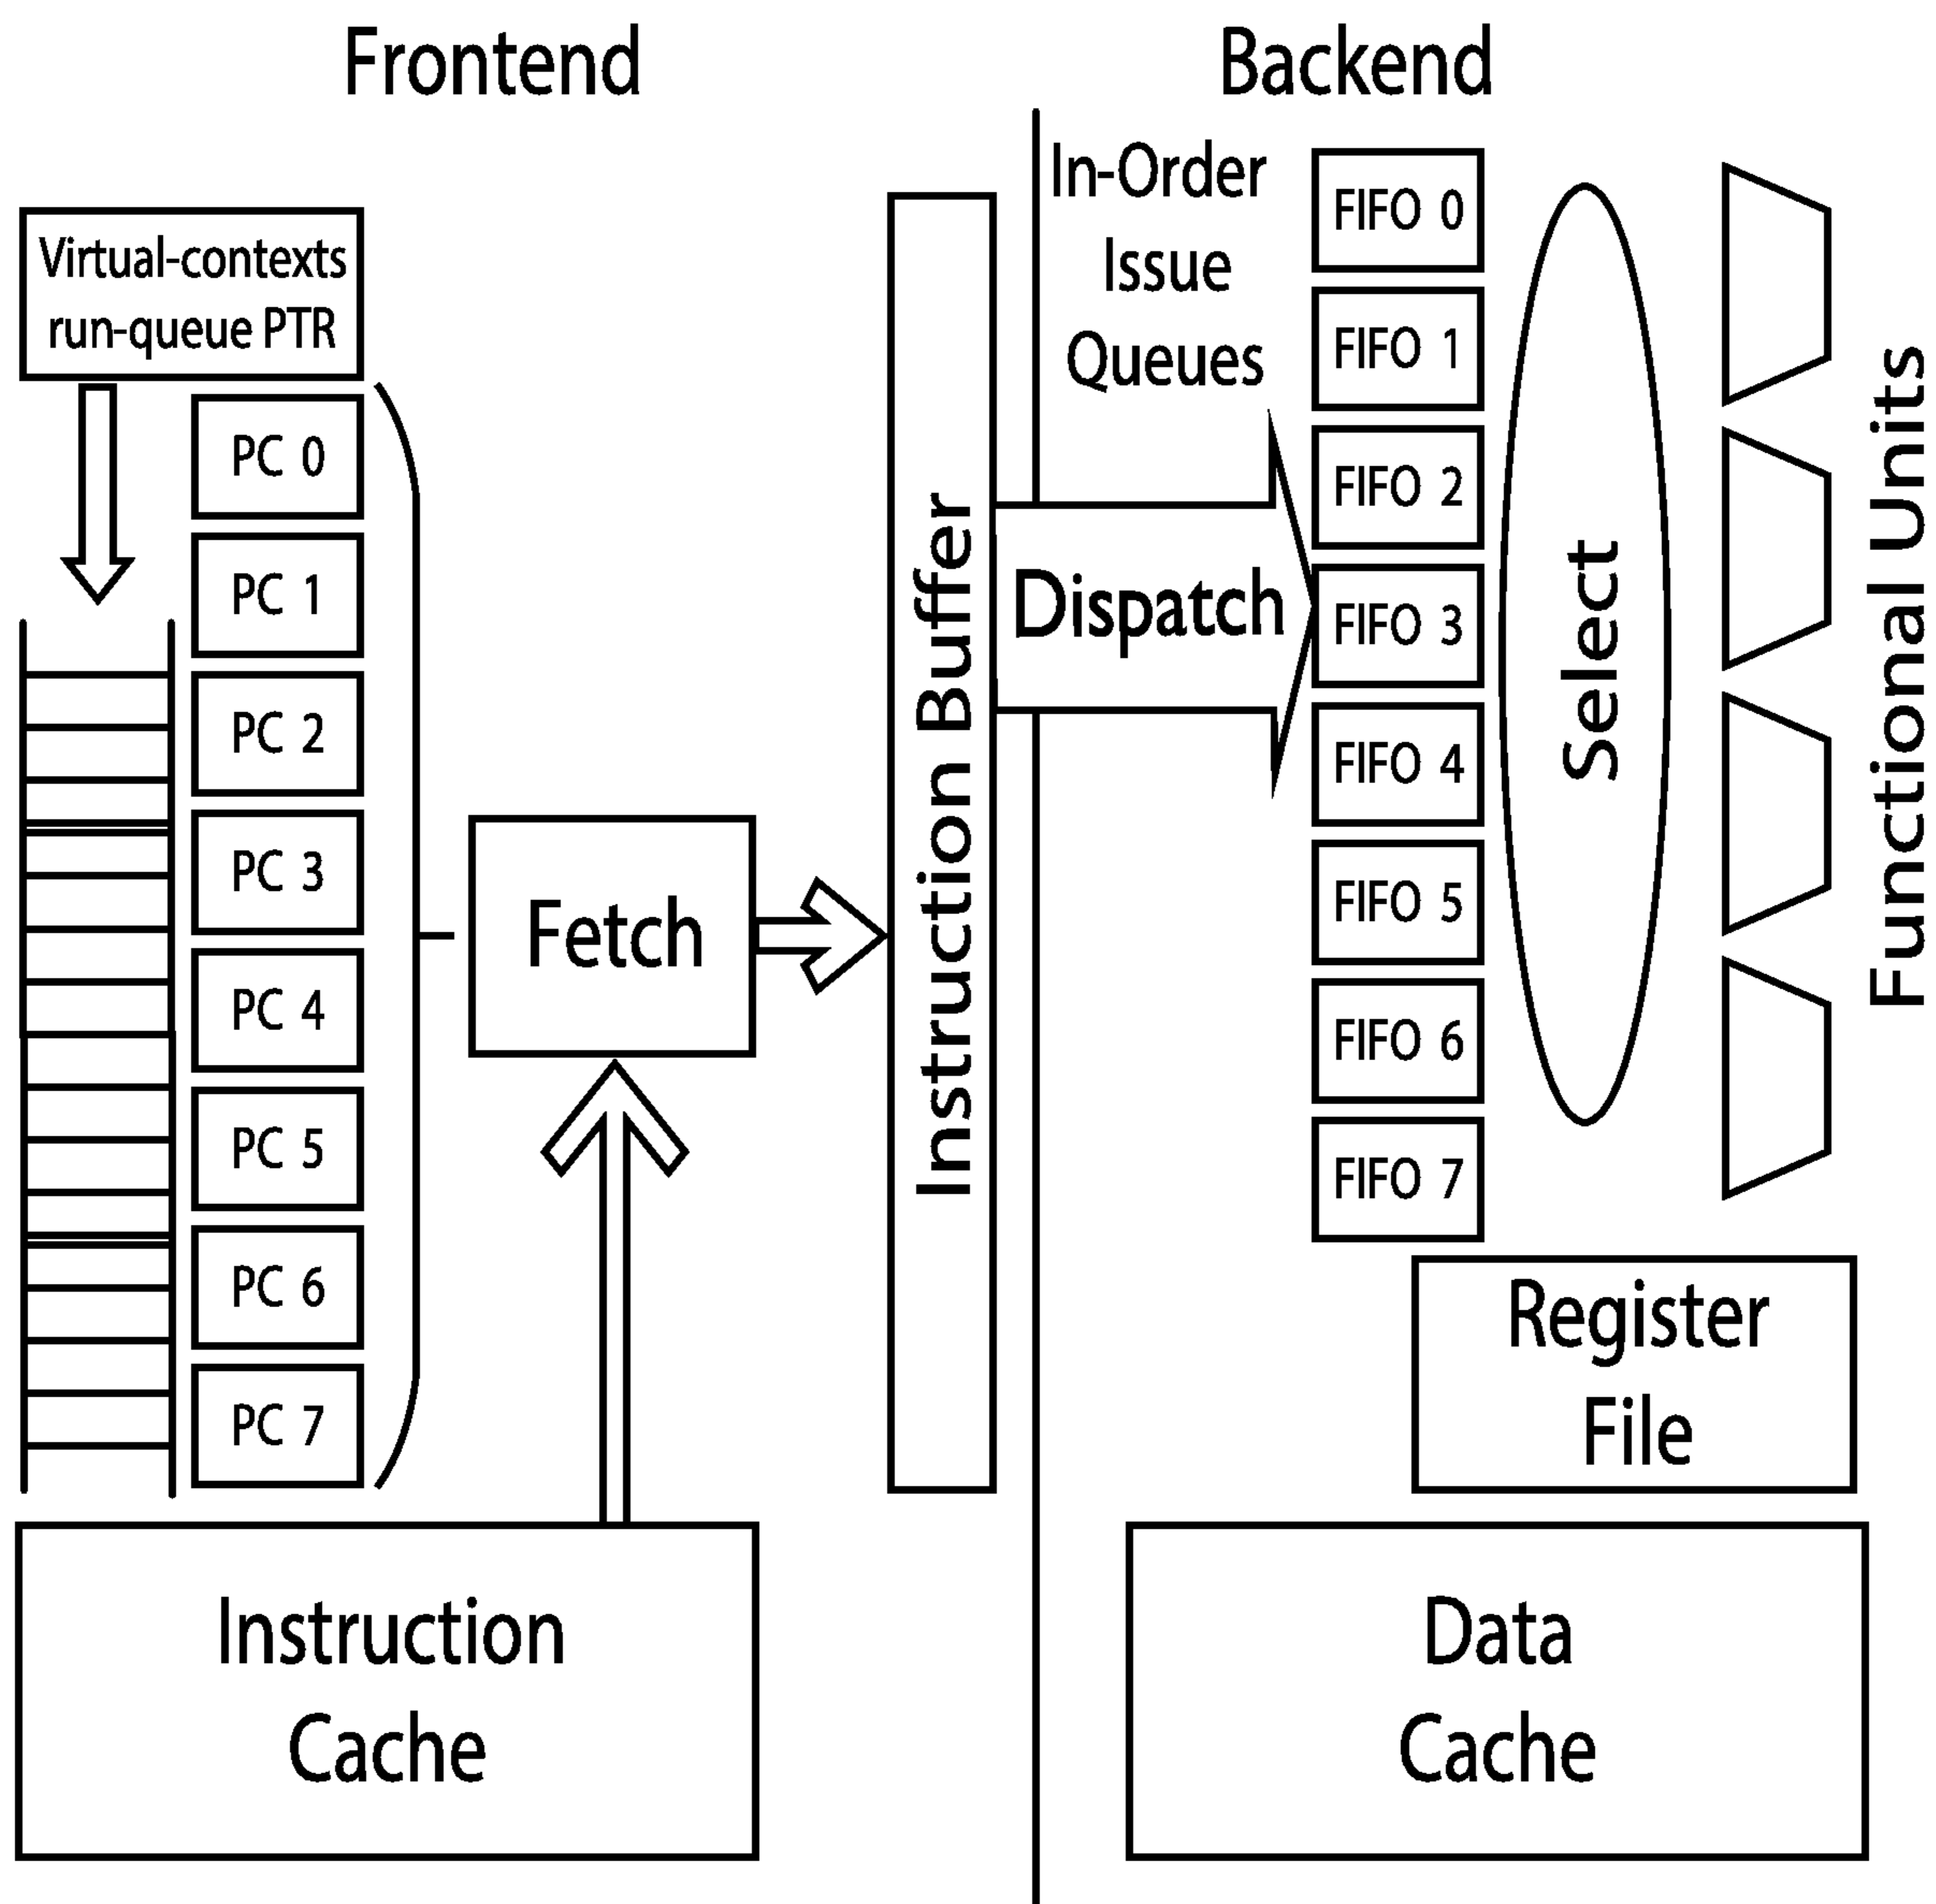 Frontend
Backend
Virtual-contexts
run-queue PTR
PC 0
PC 1
PC 2
PC 3
PC 4
PC 5
PC 6
PC 7
Fetch
Instruction
Cache
Instruction Buffer
In-Order
Issue
Queues
Dispatch
FIFO 0
FIFO 1
FIFO 2
FIFO 3
FIFO 4
FIFO 5
FIFO 6
FIFO 7
Select
Functional Units
Register
File
Data
Cache